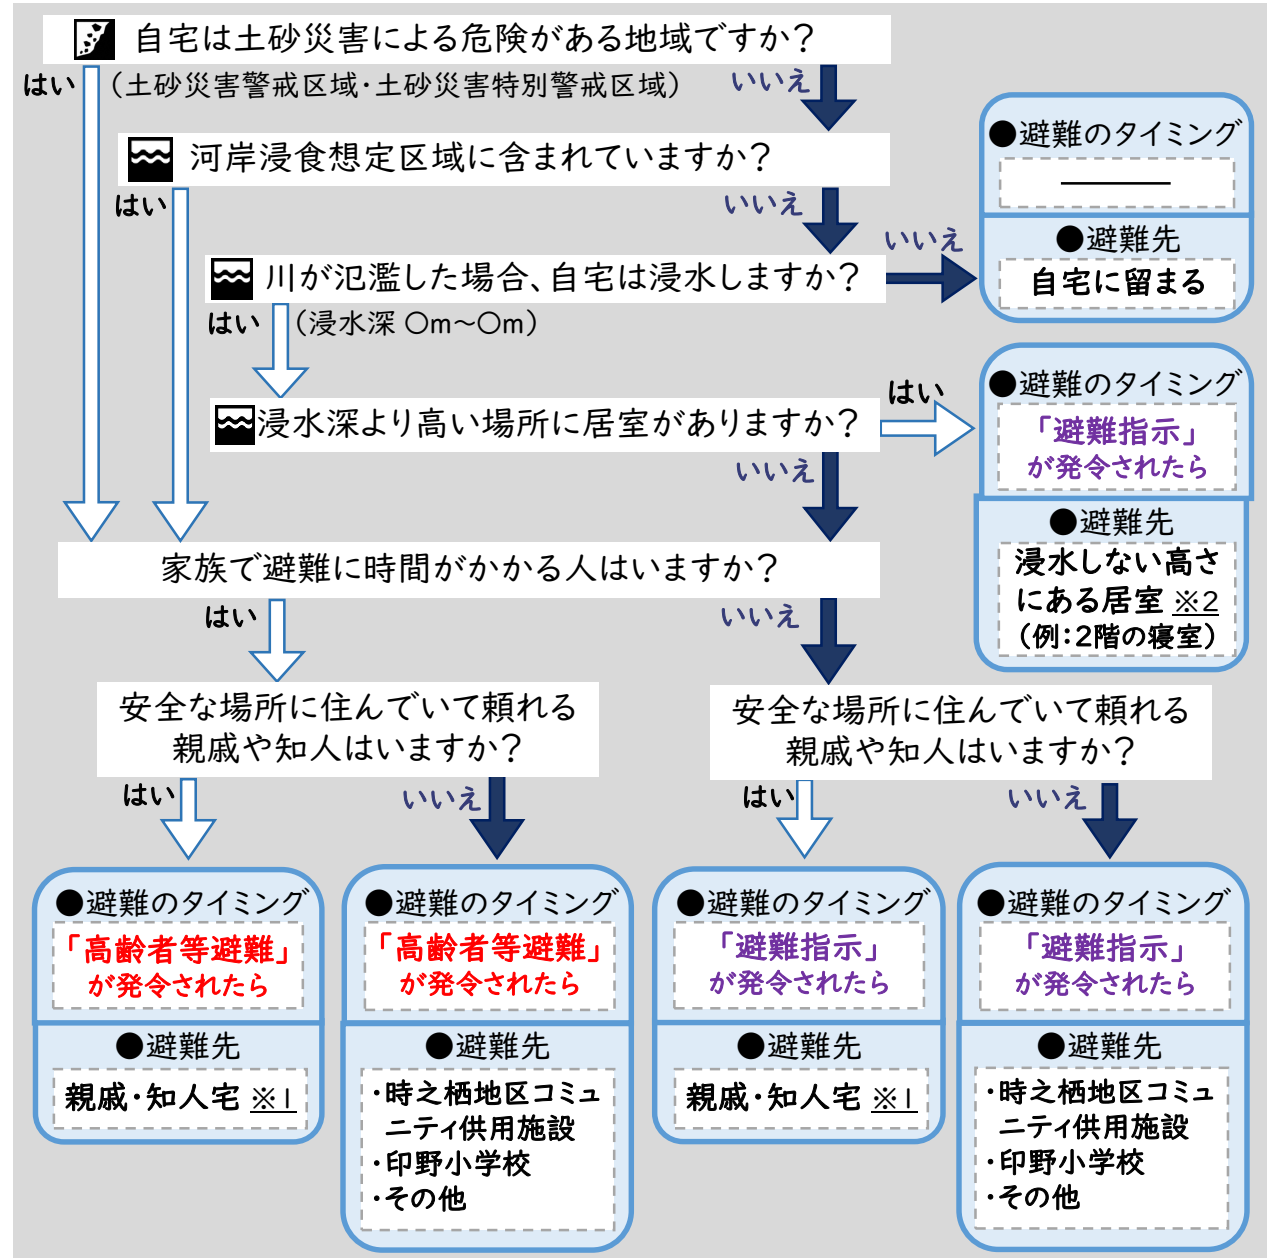 自宅は土砂災害による危険がある地域ですか？
はい
（土砂災害警戒区域・土砂災害特別警戒区域）
いいえ
河岸浸食想定区域に含まれていますか？
はい
いいえ
川が氾濫した場合、自宅は浸水しますか？
いいえ
はい
（浸水深 〇m～〇m）
●避難のタイミング
————
●避難先
自宅に留まる
浸水深より高い場所に居室がありますか？
はい
いいえ
●避難のタイミング
「避難指示」
が発令されたら
●避難先
浸水しない高さ
にある居室 ※2
（例：2階の寝室）
家族で避難に時間がかかる人はいますか？
はい
いいえ
安全な場所に住んでいて頼れる
親戚や知人はいますか？
はい
いいえ
安全な場所に住んでいて頼れる
親戚や知人はいますか？
はい
いいえ
●避難のタイミング
「高齢者等避難」
が発令されたら
●避難先
親戚・知人宅 ※1
●避難のタイミング
「高齢者等避難」
が発令されたら
●避難先
・時之栖地区コミュ
ニティ供用施設
・印野小学校
・その他
●避難のタイミング
「避難指示」
が発令されたら
●避難先
親戚・知人宅 ※1
●避難のタイミング
「避難指示」
が発令されたら
●避難先
・時之栖地区コミュ
ニティ供用施設
・印野小学校
・その他